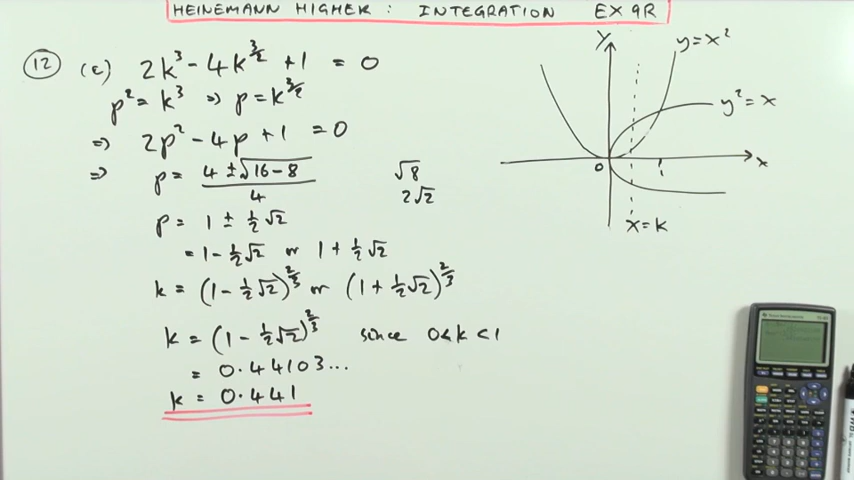 HEINEMANN HIGHER : INTEGRATION EX 9R
12 (c) 2k³ - 4k^(3/2) + 1 = 0
p² = k³ ⇒ p = k^(3/2)
⇒ 2p² - 4p + 1 = 0
⇒ p = (4 ± √(16-8))/4 √8
2√2
p = 1 ± ½√2
= 1 - ½√2 or 1 + ½√2
k = (1 - ½√2)^(2/3) or (1 + ½√2)^(2/3)
k = (1 - ½√2)^(2/3) since 0<k<1
= 0.44103...
k = 0.441
y
y = x²
y² = x
0 1 x
x = k